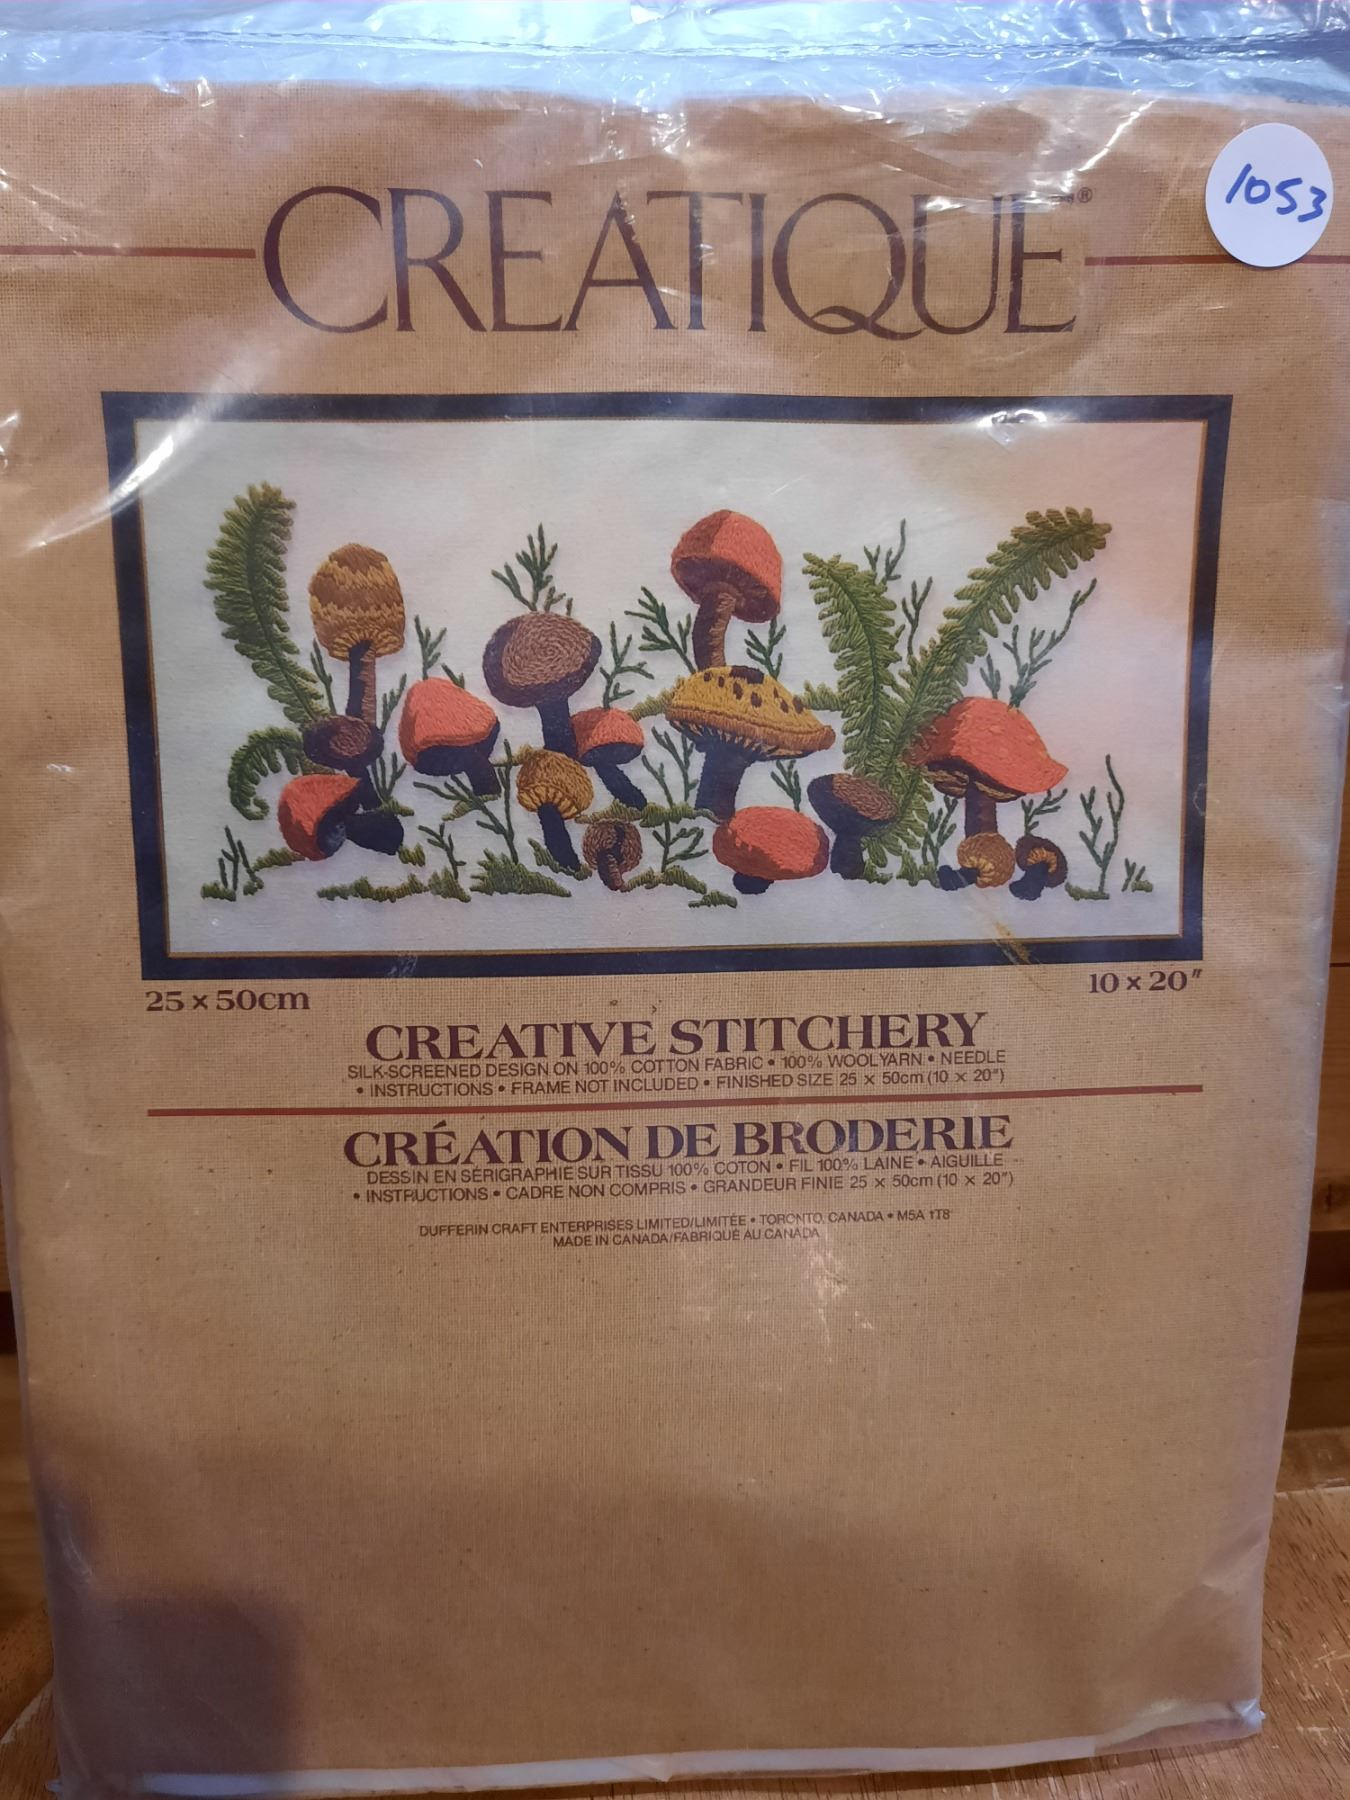 1053
CREATIQUE®
25 x 50cm
10 x 20"
CREATIVE STITCHERY
SILK-SCREENED DESIGN ON 100% COTTON FABRIC • 100% WOOL YARN • NEEDLE
• INSTRUCTIONS • FRAME NOT INCLUDED • FINISHED SIZE 25 x 50cm (10 x 20")
CRÉATION DE BRODERIE
DESSIN EN SÉRIGRAPHIE SUR TISSU 100% COTON • FIL 100% LAINE • AIGUILLE
• INSTRUCTIONS • CADRE NON COMPRIS • GRANDEUR FINIE 25 x 50cm (10 x 20")
DUFFERIN CRAFT ENTERPRISES LIMITED/LIMITÉE • TORONTO, CANADA • M5A 1T8
MADE IN CANADA/FABRIQUÉ AU CANADA